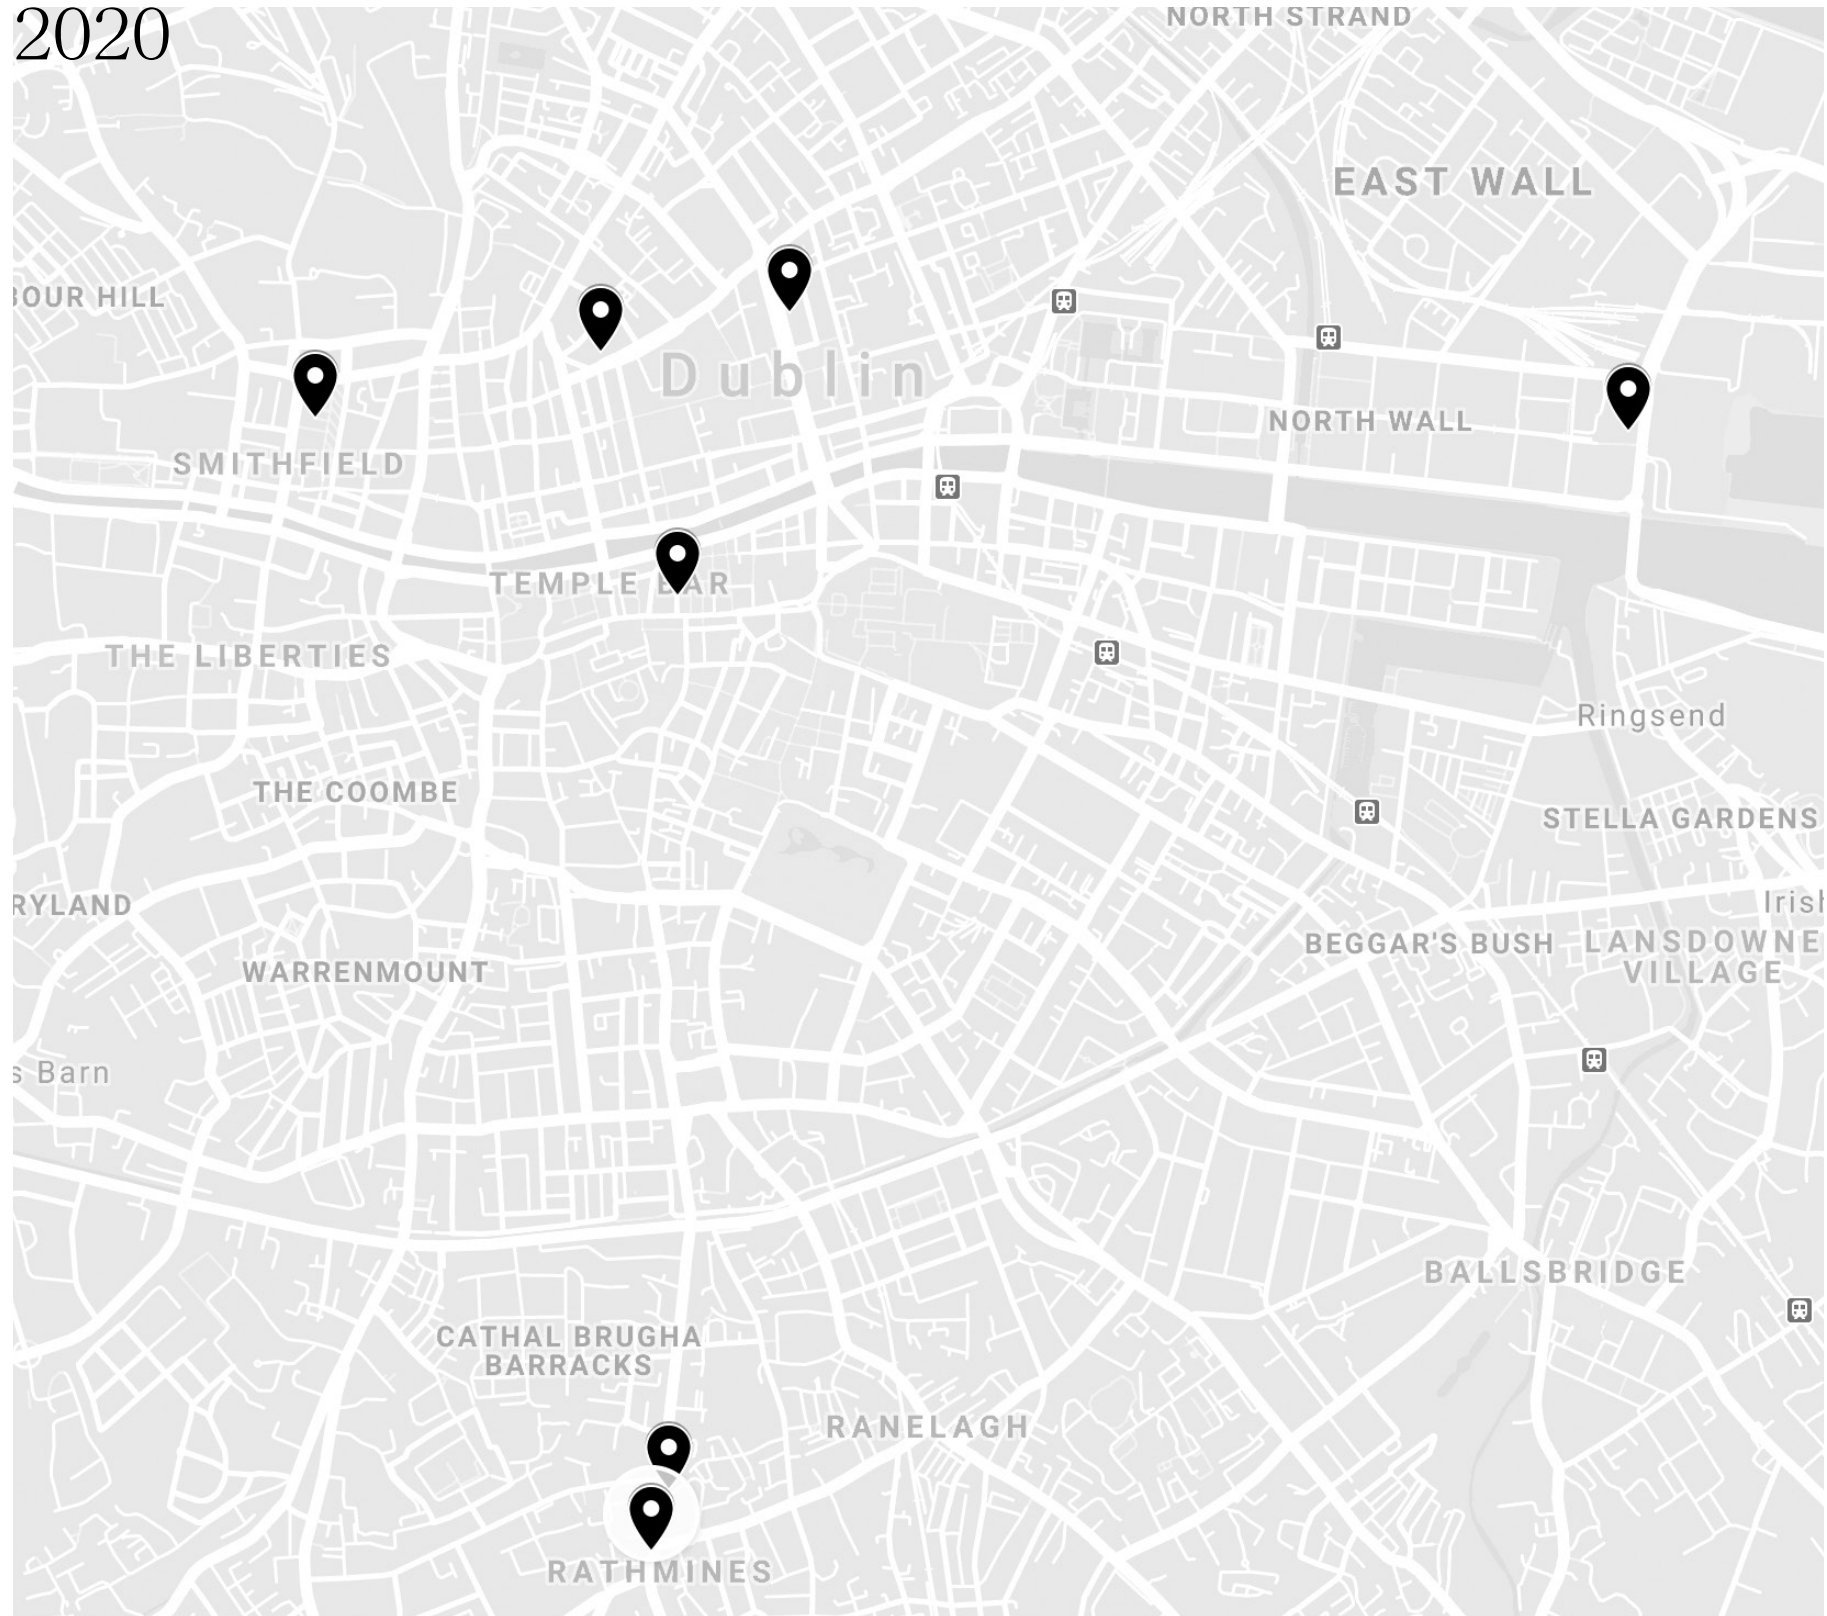 2020
NORTH STRAND
EAST WALL
BOUR HILL
Dublin
NORTH WALL
SMITHFIELD
TEMPLE BAR
THE LIBERTIES
Ringsend
THE COOMBE
STELLA GARDENS
RYLAND
Irish
BEGGAR'S BUSH
LANSDOWNE
VILLAGE
WARRENMOUNT
s Barn
BALLSBRIDGE
CATHAL BRUGHA
BARRACKS
RANELAGH
RATHMINES